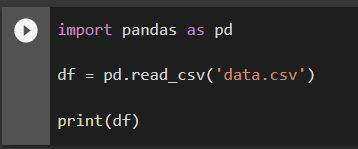 import pandas as pd
df = pd.read_csv('data.csv')
print(df)